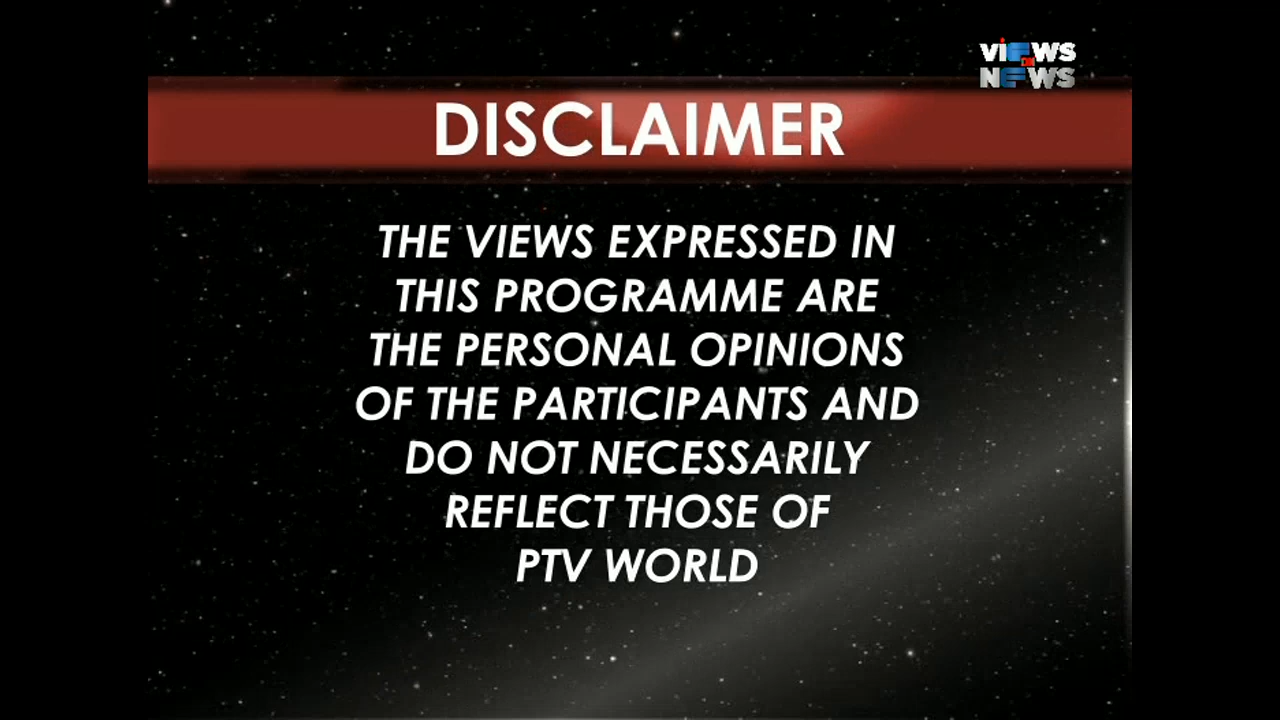 ViEWS
ON
NEWS
DISCLAIMER
THE VIEWS EXPRESSED IN
THIS PROGRAMME ARE
THE PERSONAL OPINIONS
OF THE PARTICIPANTS AND
DO NOT NECESSARILY
REFLECT THOSE OF
PTV WORLD